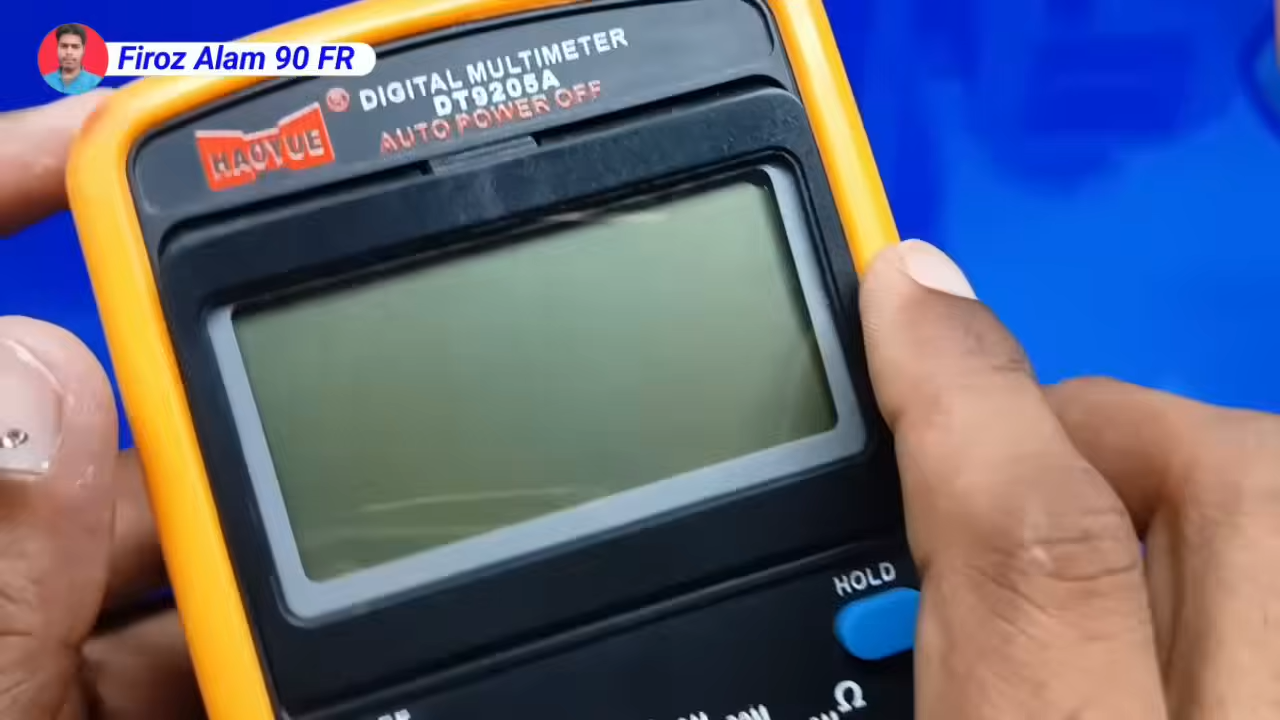 Firoz Alam 90 FR
DIGITAL MULTIMETER
DT9205A
AUTO POWER OFF
HAOYUE
HOLD
Ω